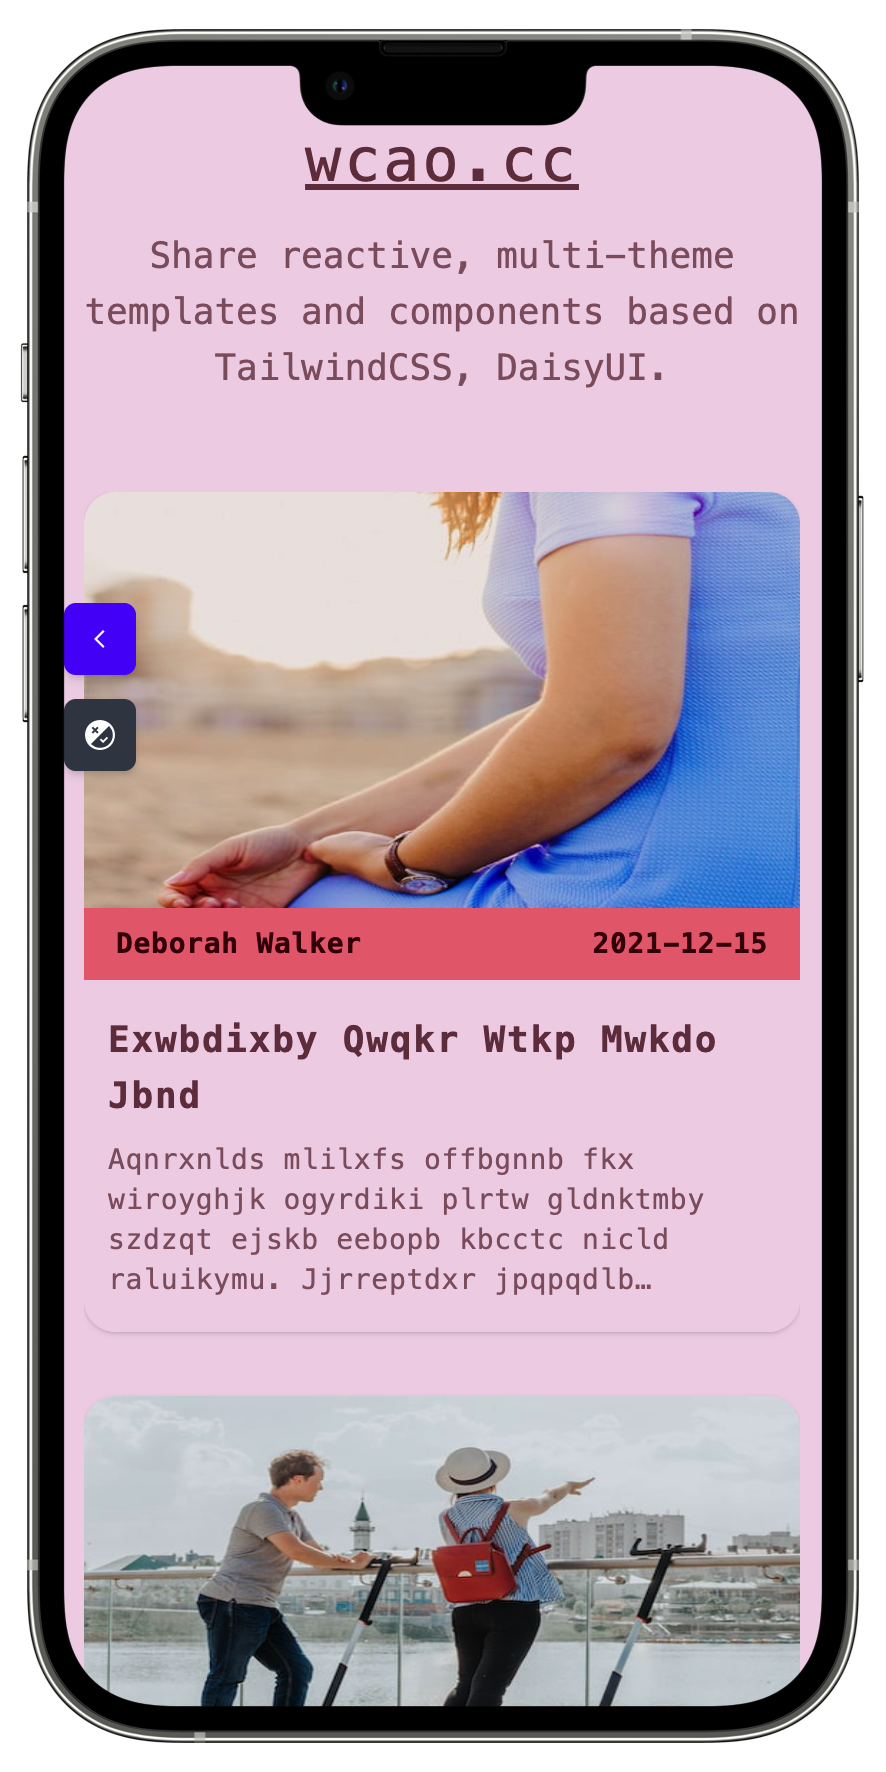 wcao.cc
Share reactive, multi-theme
templates and components based on
TailwindCSS, DaisyUI.
Deborah Walker 2021-12-15
Exwbdixby Qwqkr Wtkp Mwkdo
Jbnd
Aqnrxnlds mlilxfs offbgnnb fkx
wiroyghjk ogyrdiki plrtw gldnktmby
szdzqt ejskb eebopb kbcctc nicld
raluikymu. Jjrreptdxr jpqpqdlb…